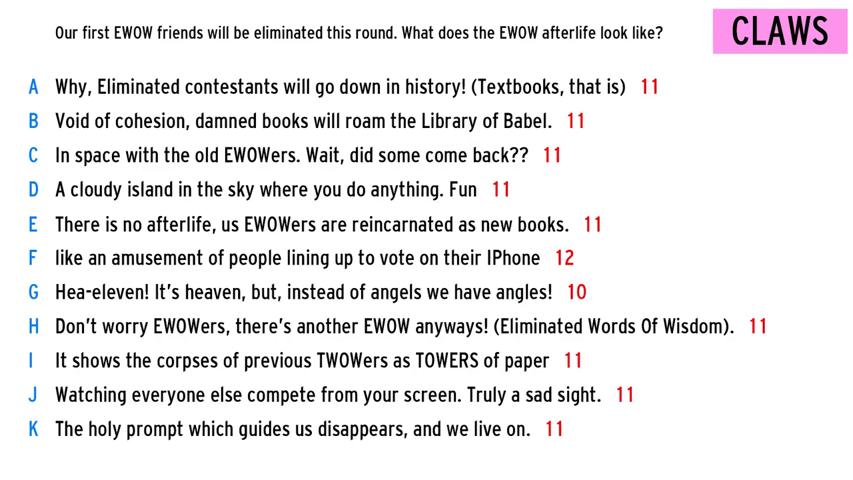 Our first EWOW friends will be eliminated this round. What does the EWOW afterlife look like?
CLAWS
A Why, Eliminated contestants will go down in history! (Textbooks, that is) 11
B Void of cohesion, damned books will roam the Library of Babel. 11
C In space with the old EWOWers. Wait, did some come back?? 11
D A cloudy island in the sky where you do anything. Fun 11
E There is no afterlife, us EWOWers are reincarnated as new books. 11
F like an amusement of people lining up to vote on their IPhone 12
G Hea-eleven! It's heaven, but, instead of angels we have angles! 10
H Don't worry EWOWers, there's another EWOW anyways! (Eliminated Words Of Wisdom). 11
I It shows the corpses of previous TWOWers as TOWERS of paper 11
J Watching everyone else compete from your screen. Truly a sad sight. 11
K The holy prompt which guides us disappears, and we live on. 11